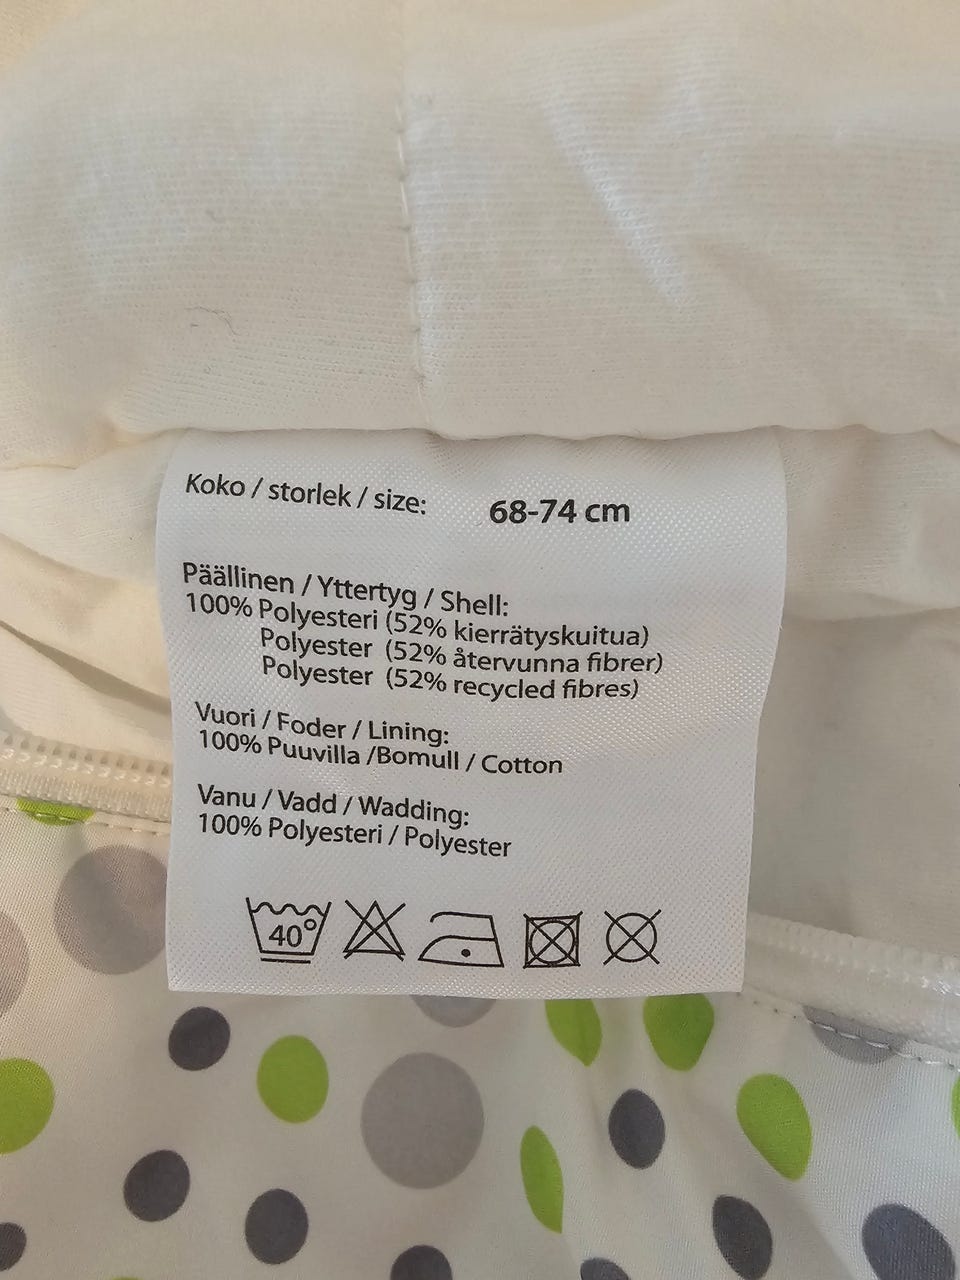 Koko / storlek / size: 68-74 cm
Päällinen / Yttertyg / Shell:
100% Polyesteri (52% kierrätyskuitua)
Polyester (52% återvunna fibrer)
Polyester (52% recycled fibres)
Vuori / Foder / Lining:
100% Puuvilla /Bomull / Cotton
Vanu / Vadd / Wadding:
100% Polyesteri / Polyester
40°